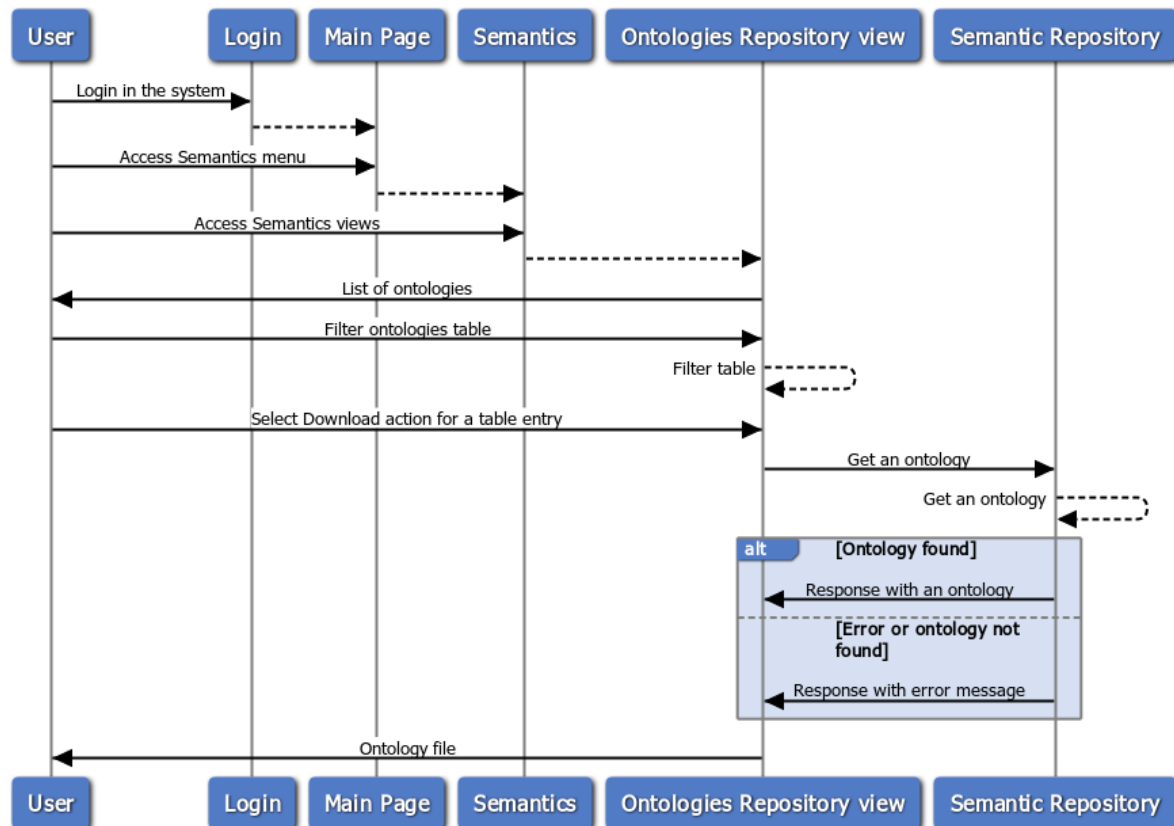 User
Login
Main Page
Semantics
Ontologies Repository view
Semantic Repository
Login in the system
Access Semantics menu
Access Semantics views
List of ontologies
Filter ontologies table
Filter table
Select Download action for a table entry
Get an ontology
Get an ontology
alt
[Ontology found]
Response with an ontology
[Error or ontology not
found]
Response with error message
Ontology file
User
Login
Main Page
Semantics
Ontologies Repository view
Semantic Repository